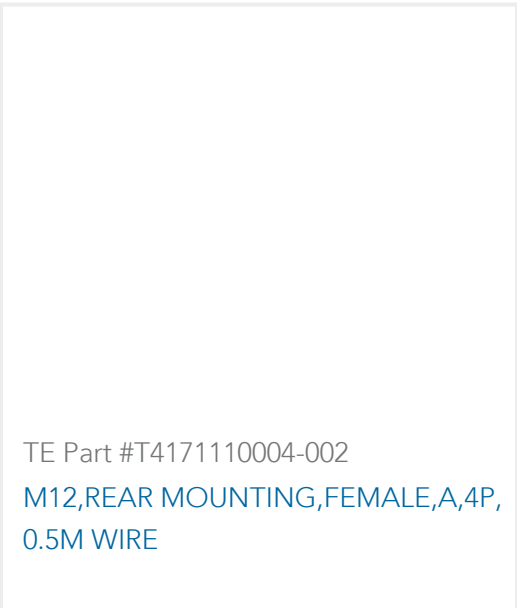 TE Part #T4171110004-002
M12,REAR MOUNTING,FEMALE,A,4P,
0.5M WIRE